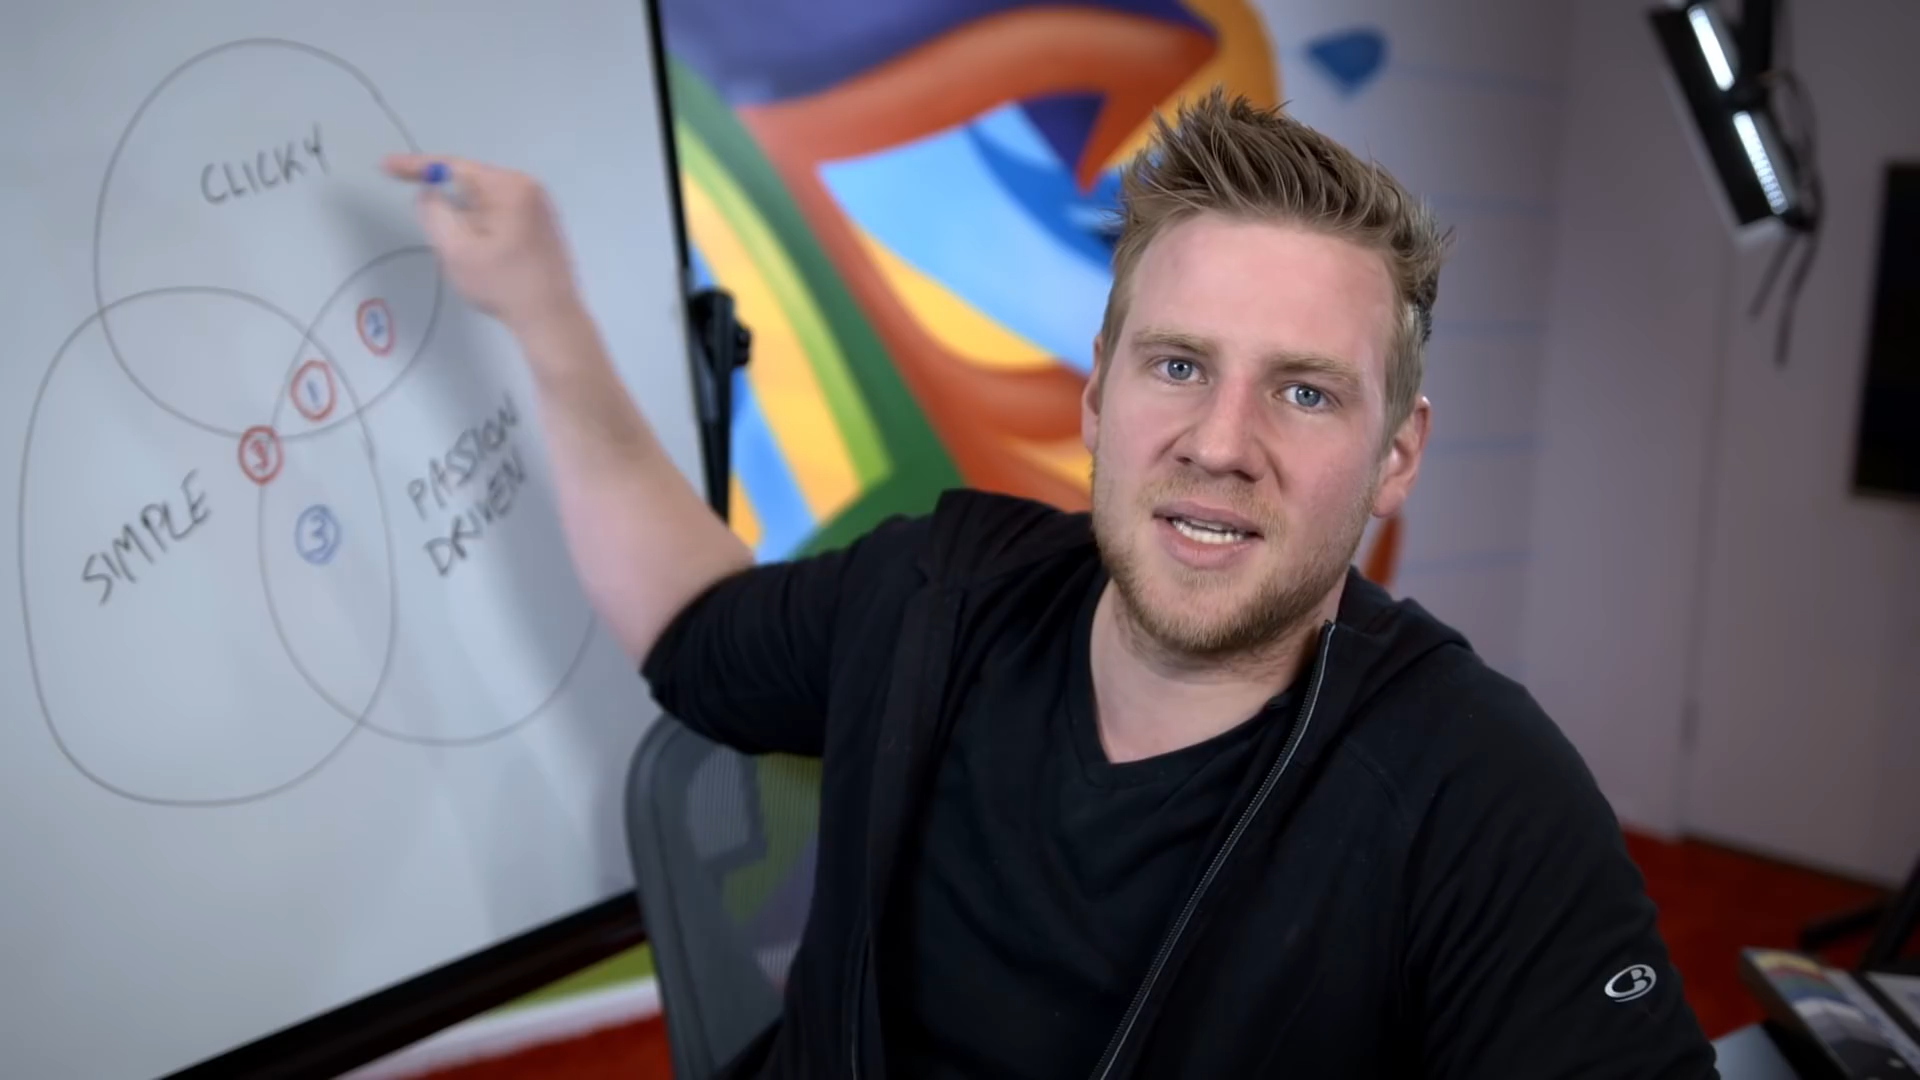 CLICKY
2
1
3
PASSION
DRIVEN
SIMPLE
3